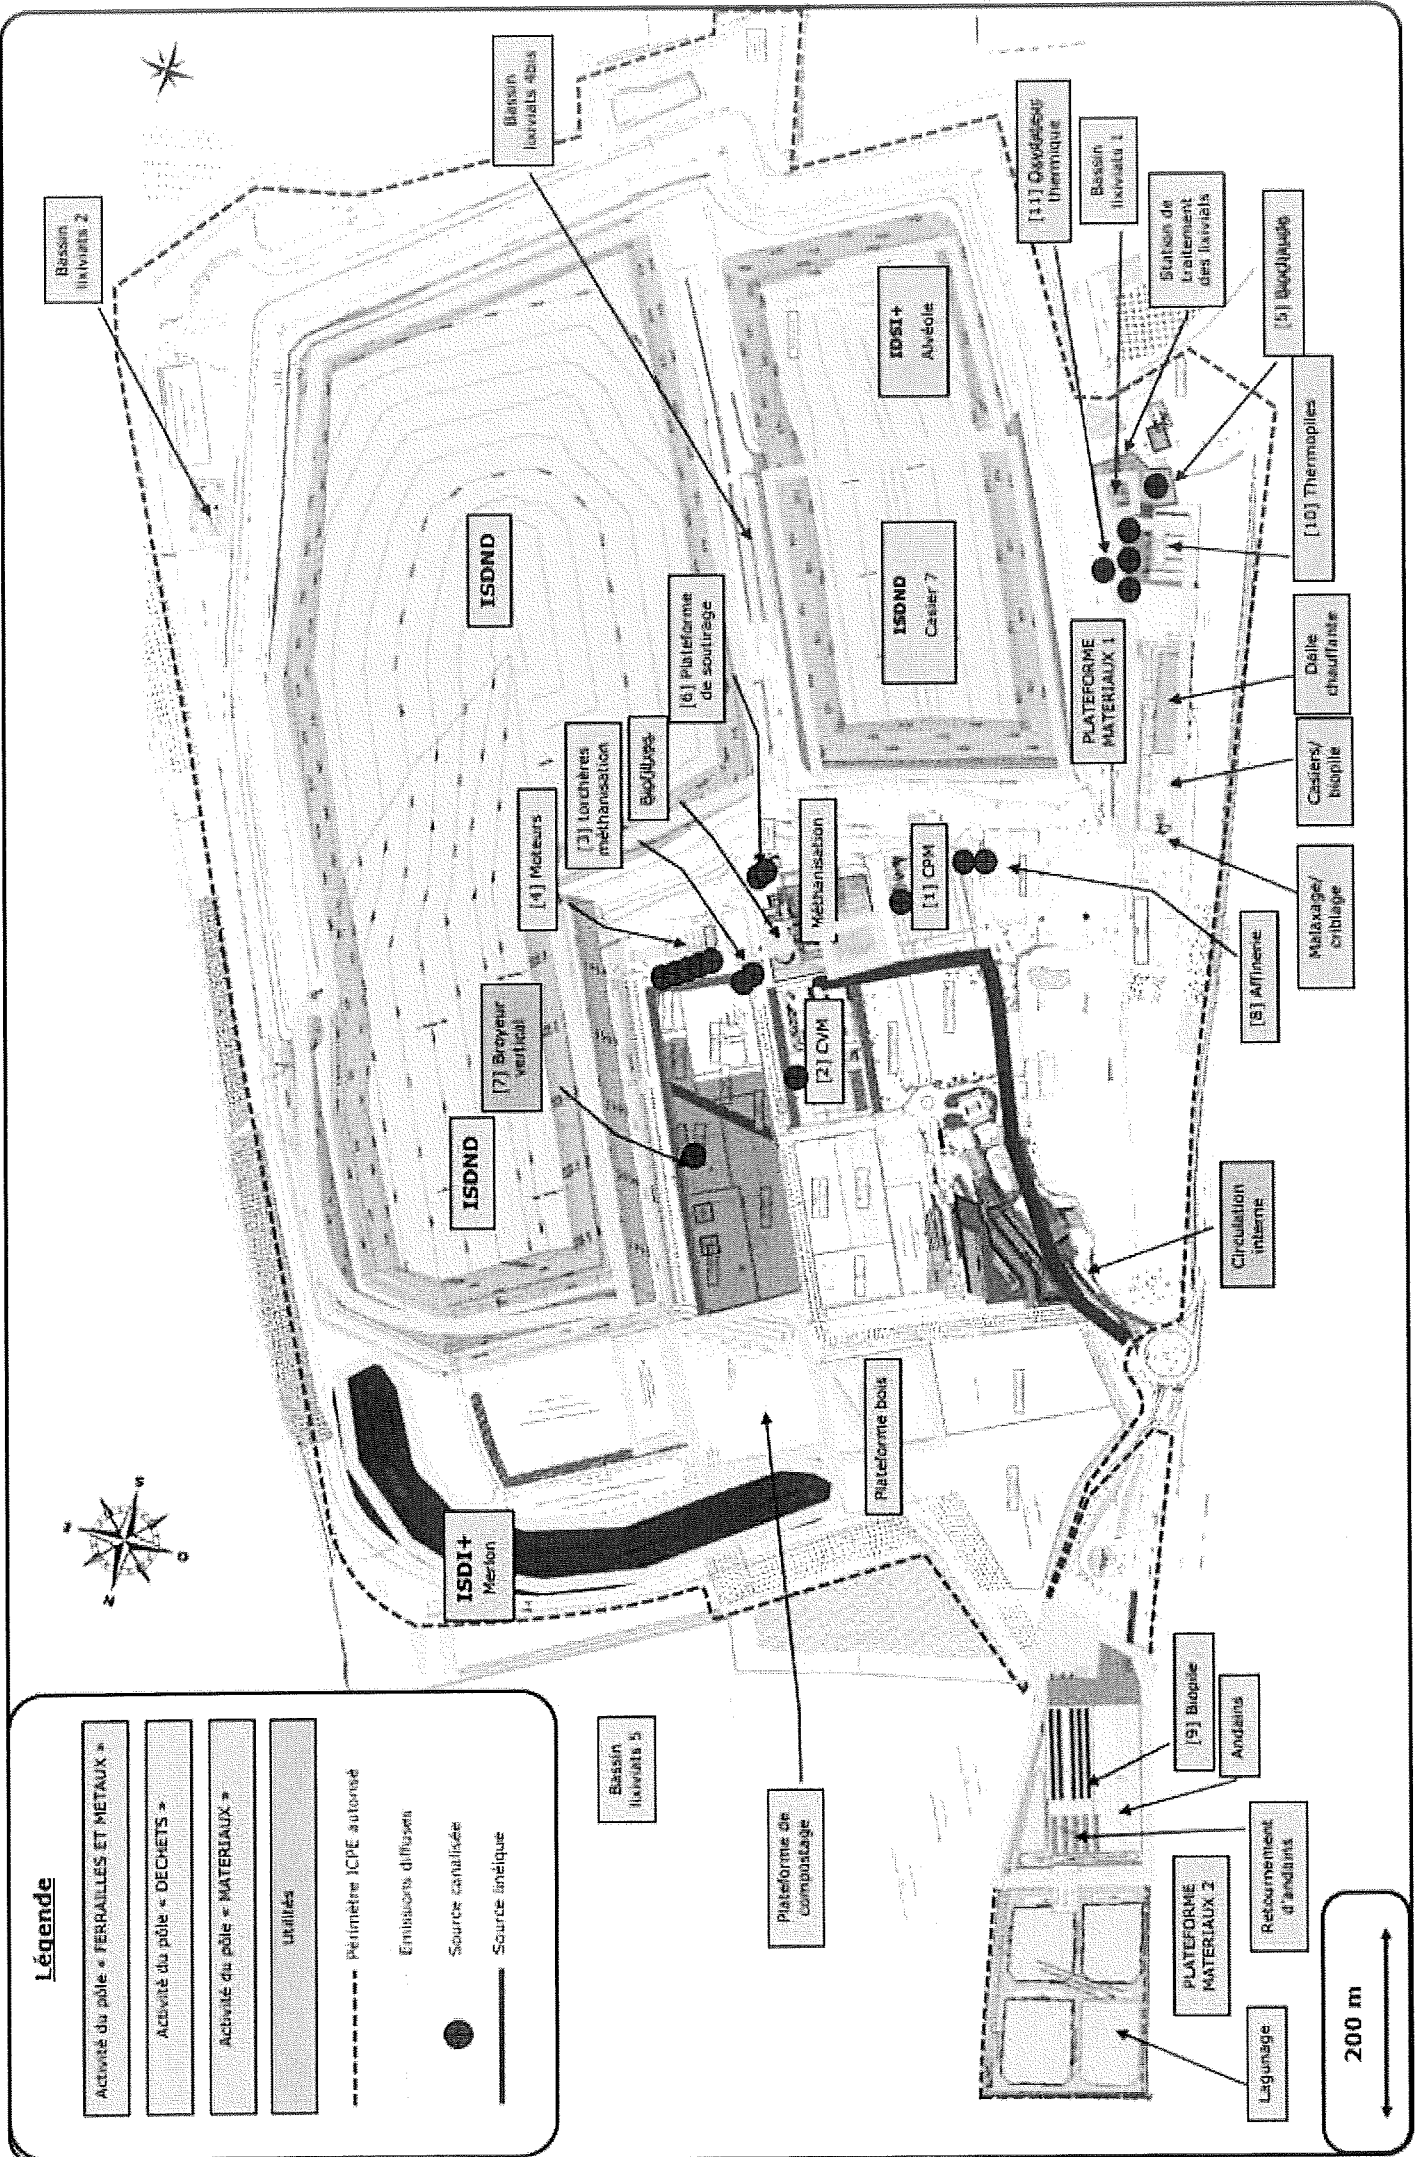 Légende
Activité du pôle « FERRAILLES ET METAUX »
Activité du pôle « DECHETS »
Activité du pôle « MATERIAUX »
Utilités
Périmètre ICPE autorisé
Emissions diffuses
Source canalisée
Source linéique
N
S
E
O
Bassin
lixiviats 2
Bassin
lixiviats 4bis
ISDND
ISDND
[7] Broyeur
vertical
[4] Moteurs
[3] Torchères
méthanisation
Biofiltres
[6] Plateforme
de soutirage
ISDI+
Merlon
Bassin
lixiviats 5
Plateforme de
compostage
Plateforme bois
[2] CVM
Méthanisation
[1] CPM
ISDND
Casier 7
IDSI+
Alvéole
[11] Oxydateur
thermique
Bassin
lixiviats 1
Station de
traitement
des lixiviats
[5]
[10] Thermopiles
PLATEFORME
MATERIAUX 1
Dalle
chauffante
Casiers/
biopile
Malaxage/
criblage
[8] Affinerie
Circulation
interne
[9] Biopile
Andains
Retournement
d'andains
PLATEFORME
MATERIAUX 2
Lagunage
200 m